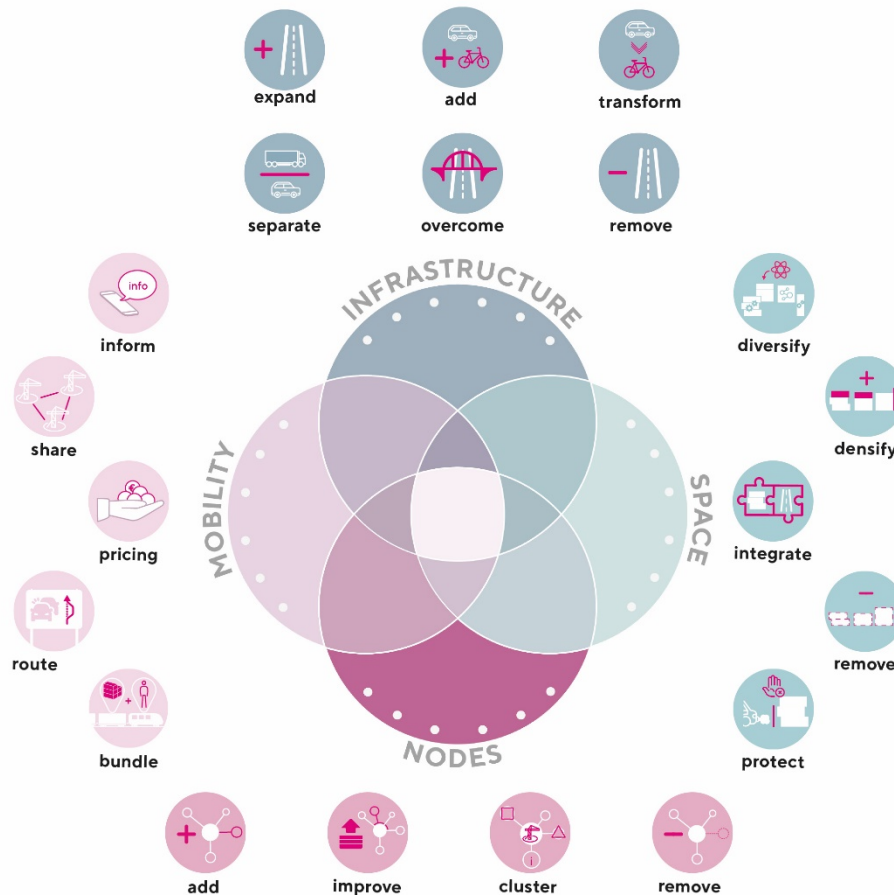 expand
add
transform
separate
overcome
remove
INFRASTRUCTURE
info
inform
diversify
share
densify
MOBILITY
SPACE
pricing
integrate
route
remove
bundle
protect
NODES
add
improve
cluster
remove